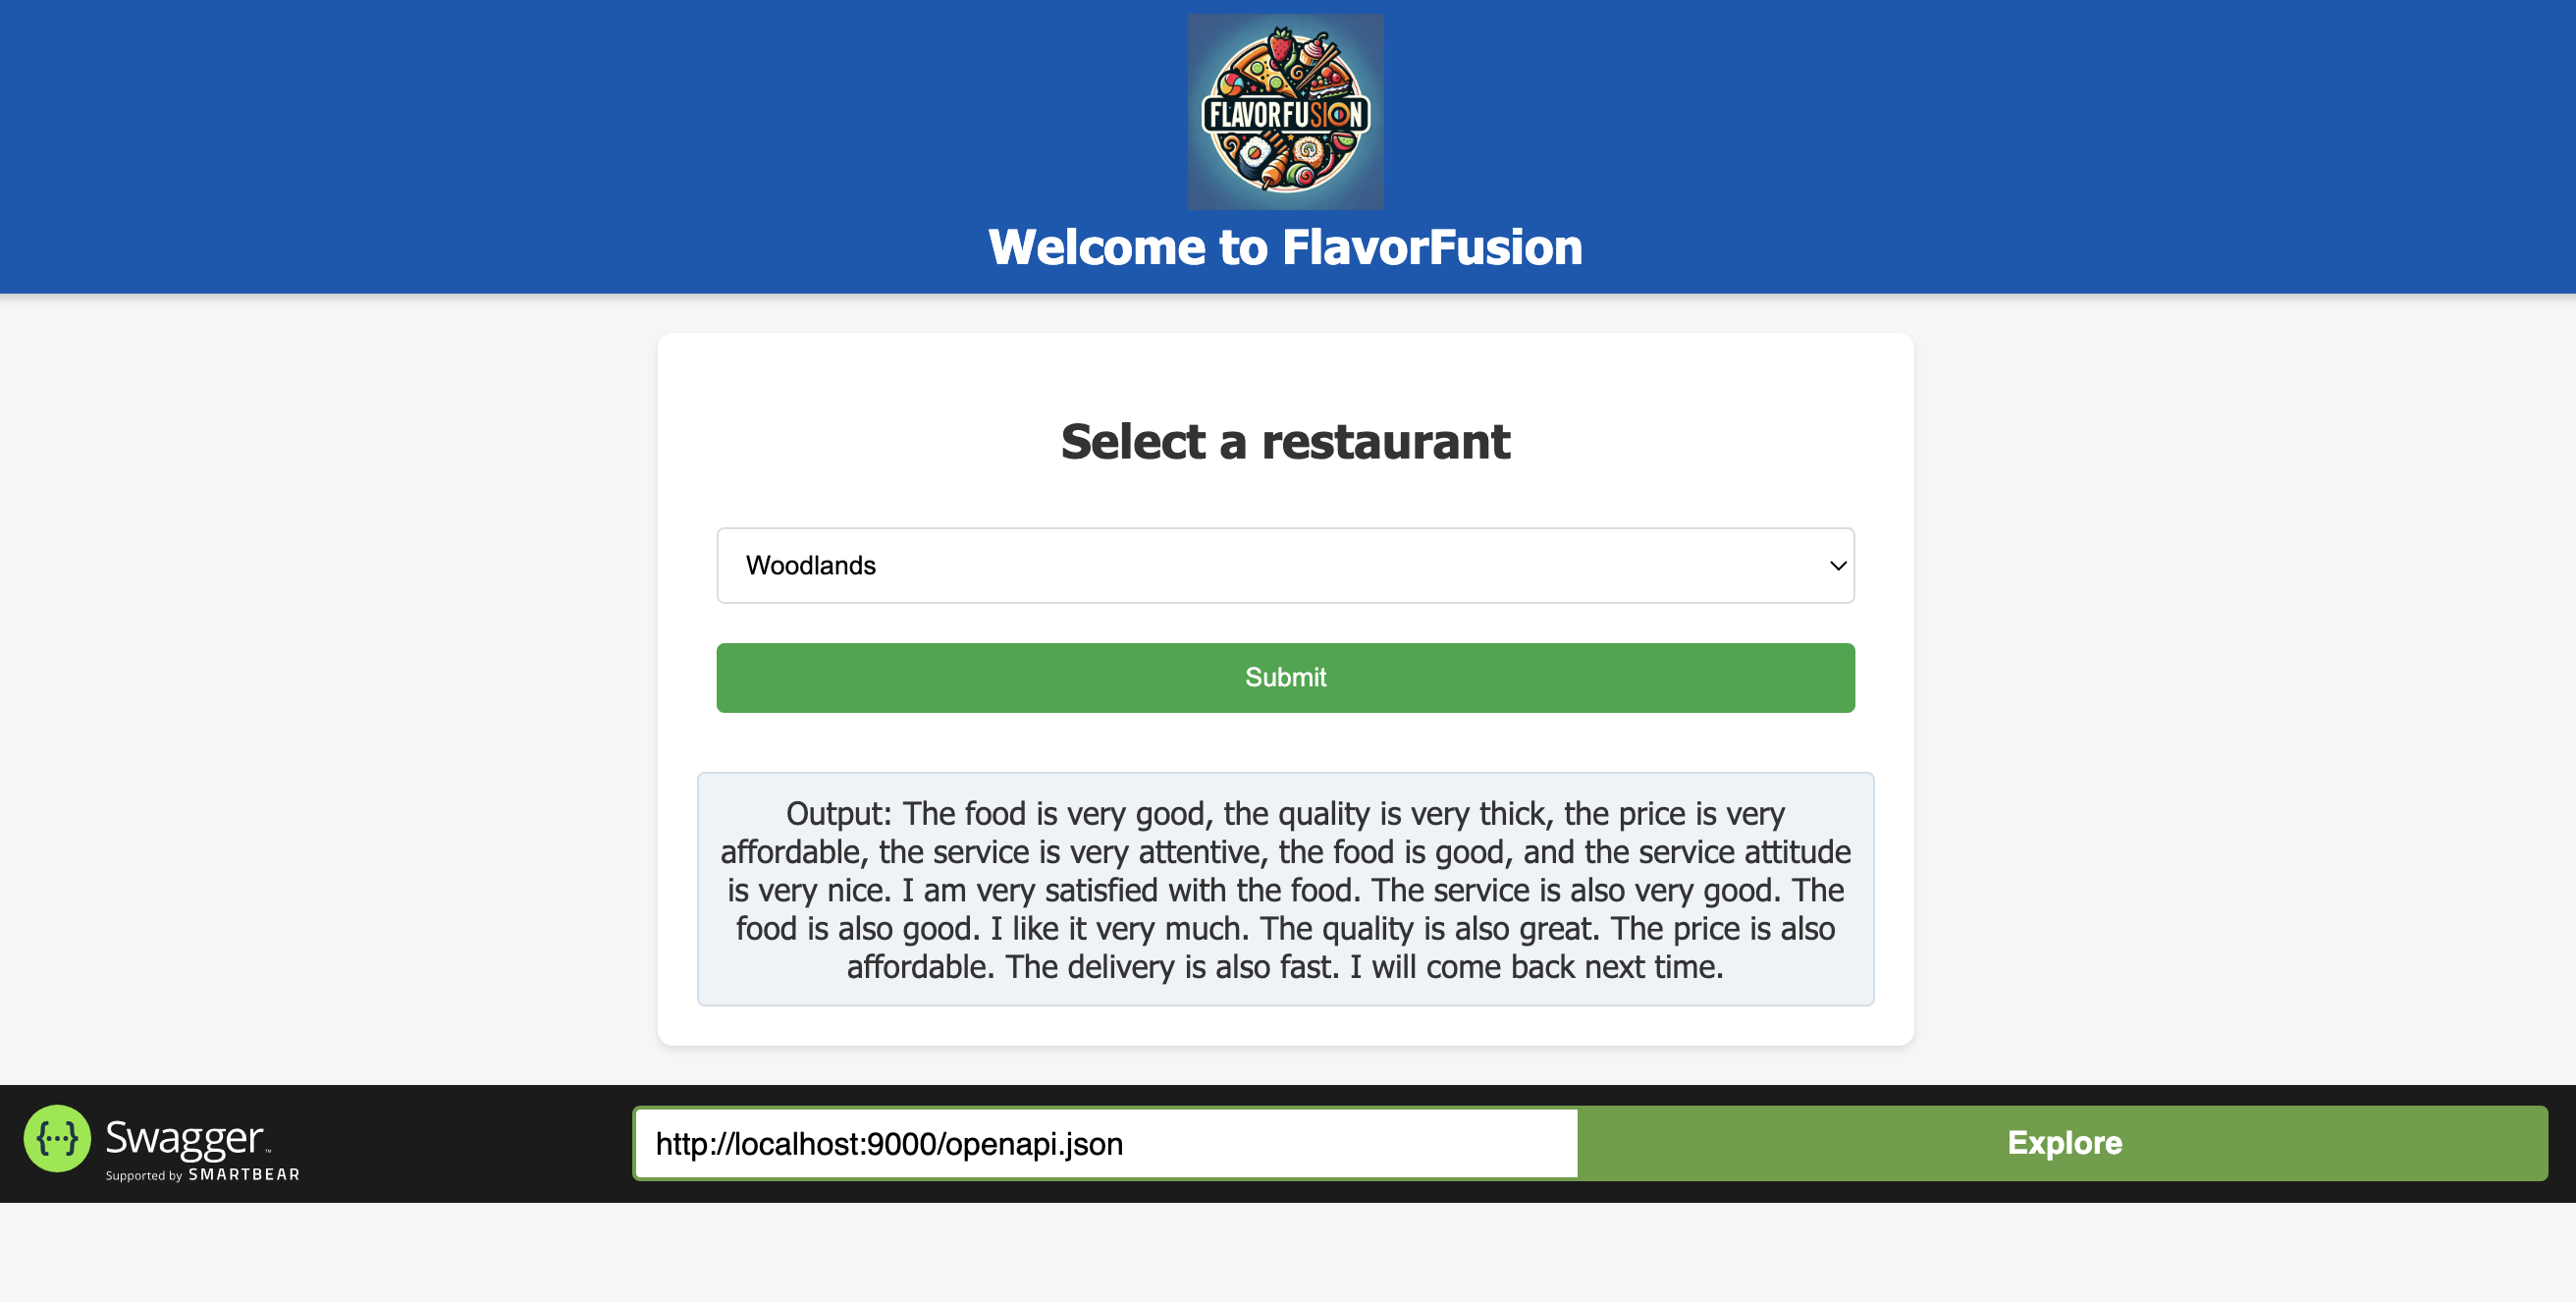 FLAVORFUSION
Welcome to FlavorFusion
Select a restaurant
Woodlands
Submit
Output: The food is very good, the quality is very thick, the price is very
affordable, the service is very attentive, the food is good, and the service attitude
is very nice. I am very satisfied with the food. The service is also very good. The
food is also good. I like it very much. The quality is also great. The price is also
affordable. The delivery is also fast. I will come back next time.
{···} Swagger™
Supported by SMARTBEAR
http://localhost:9000/openapi.json
Explore